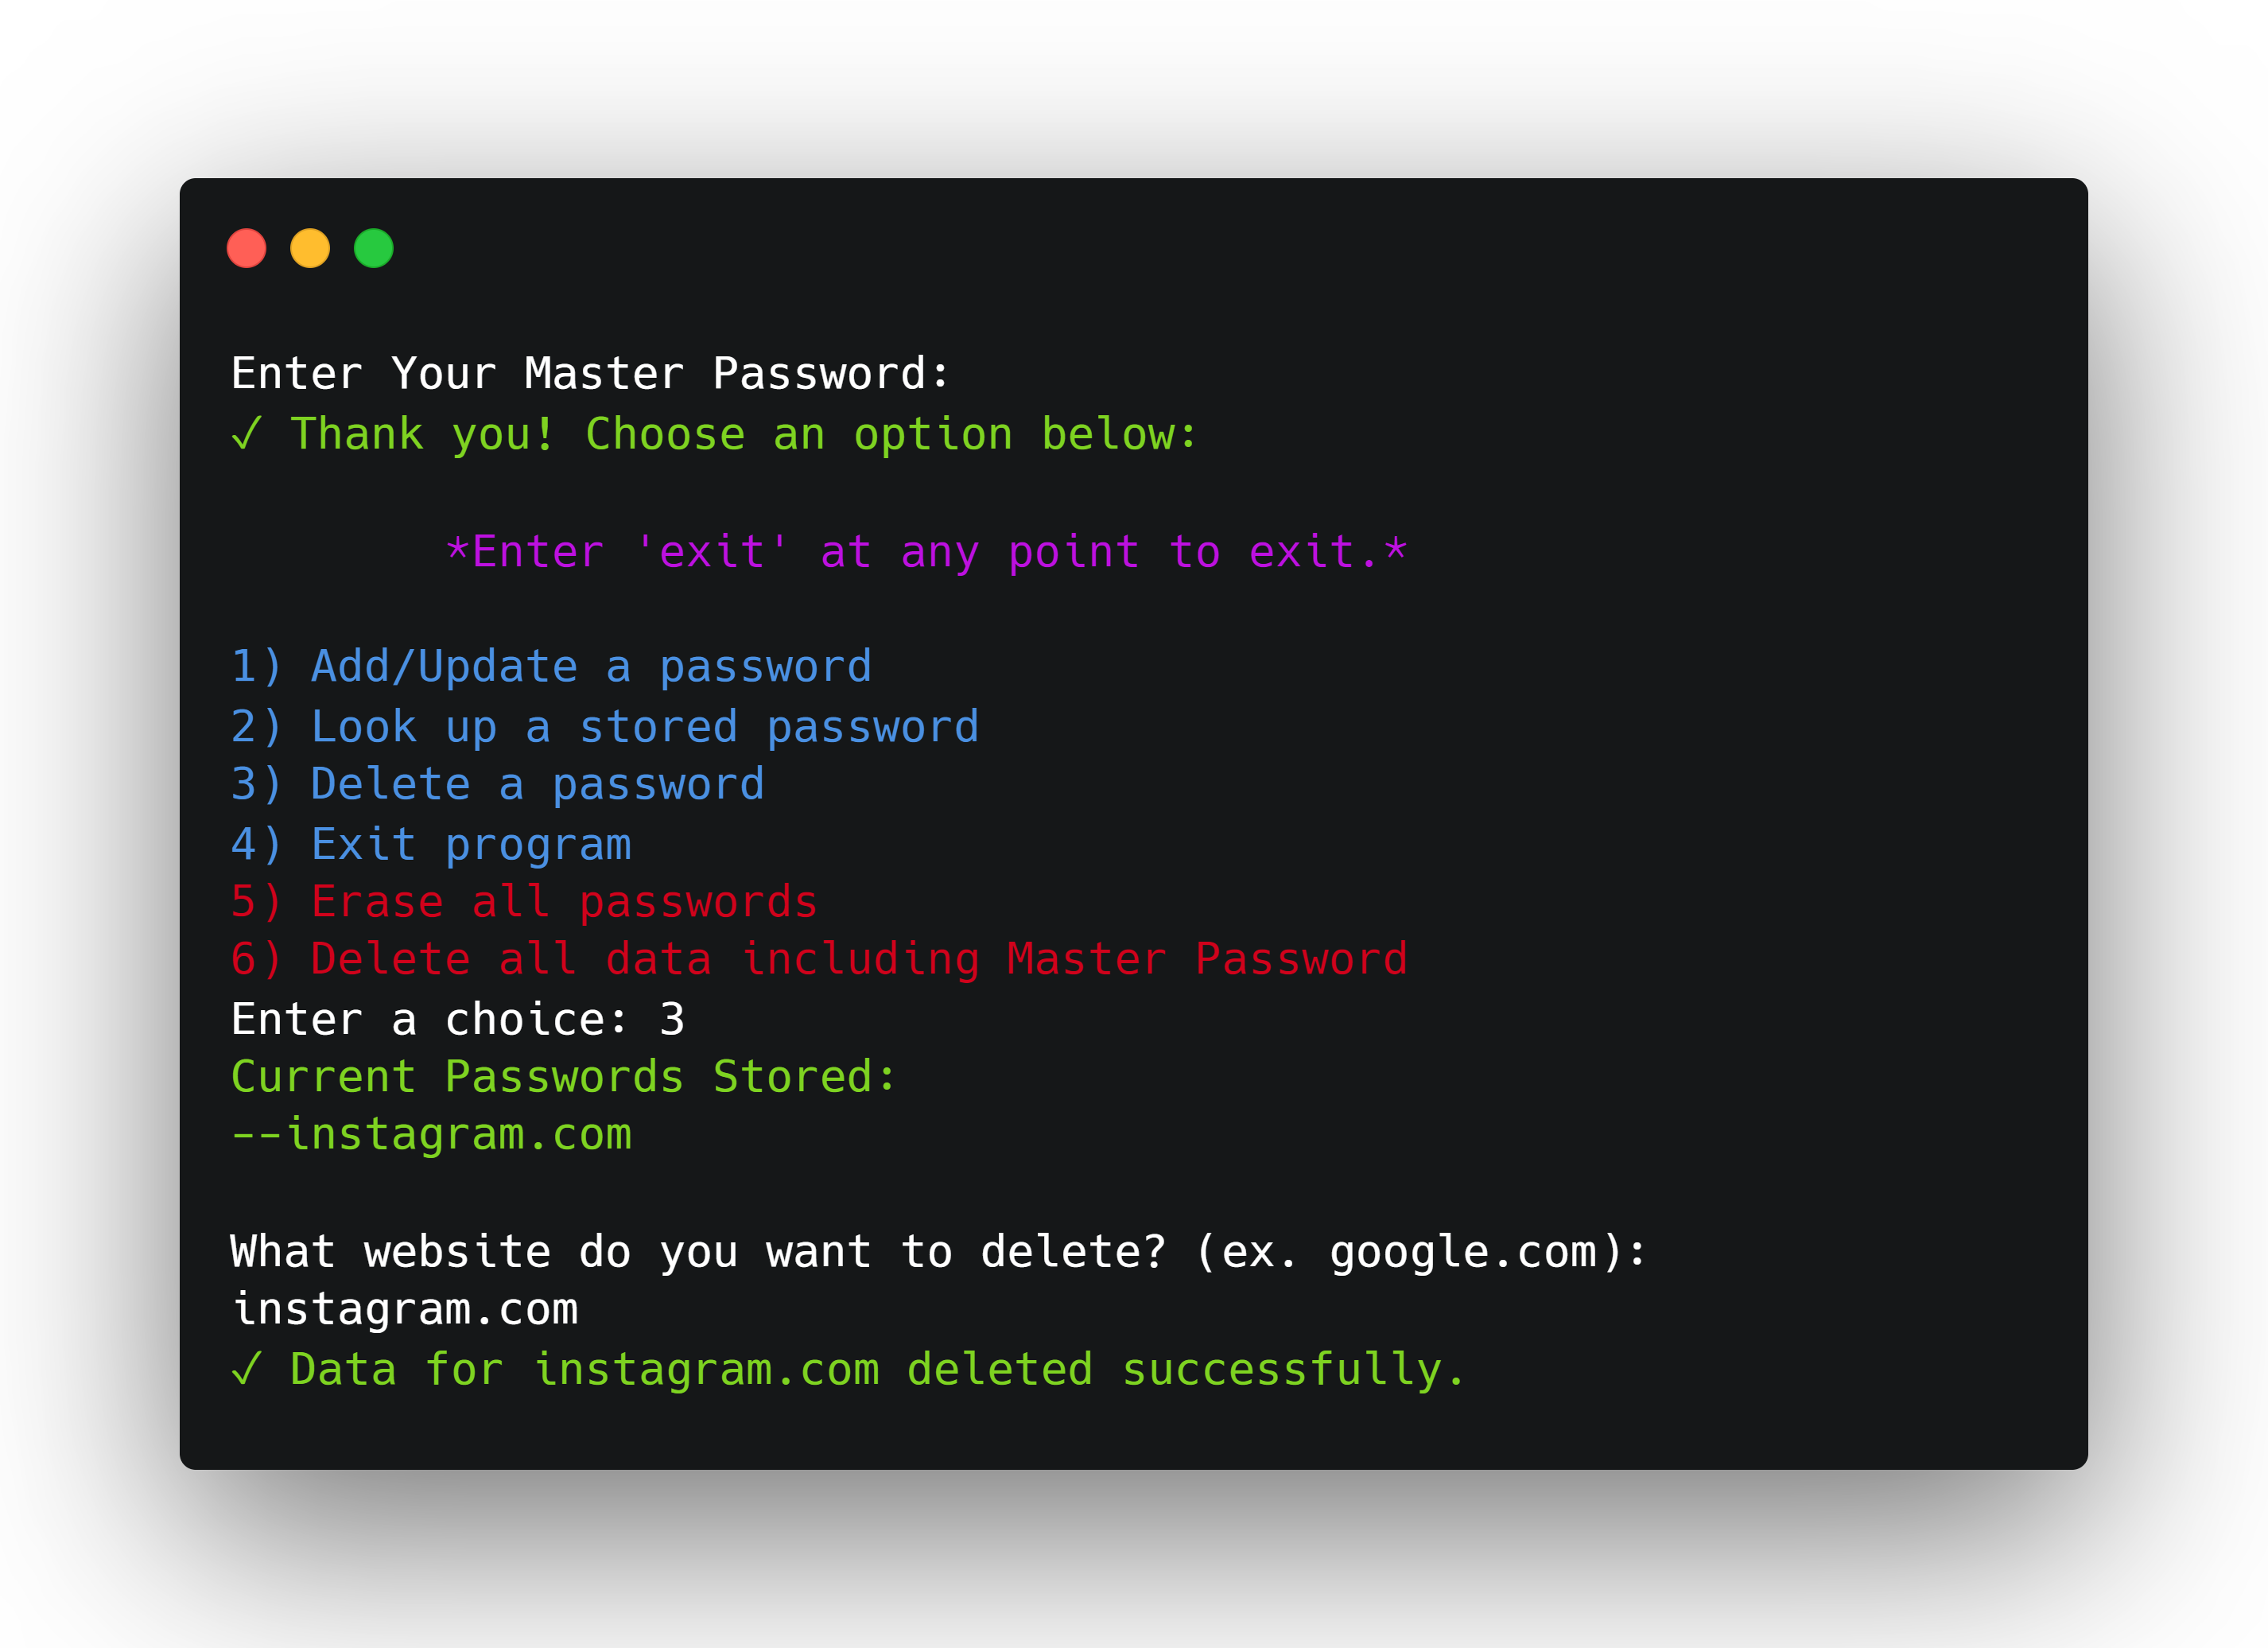 Enter Your Master Password:
✓ Thank you! Choose an option below:
*Enter 'exit' at any point to exit.*
1) Add/Update a password
2) Look up a stored password
3) Delete a password
4) Exit program
5) Erase all passwords
6) Delete all data including Master Password
Enter a choice: 3
Current Passwords Stored:
--instagram.com
What website do you want to delete? (ex. google.com):
instagram.com
✓ Data for instagram.com deleted successfully.